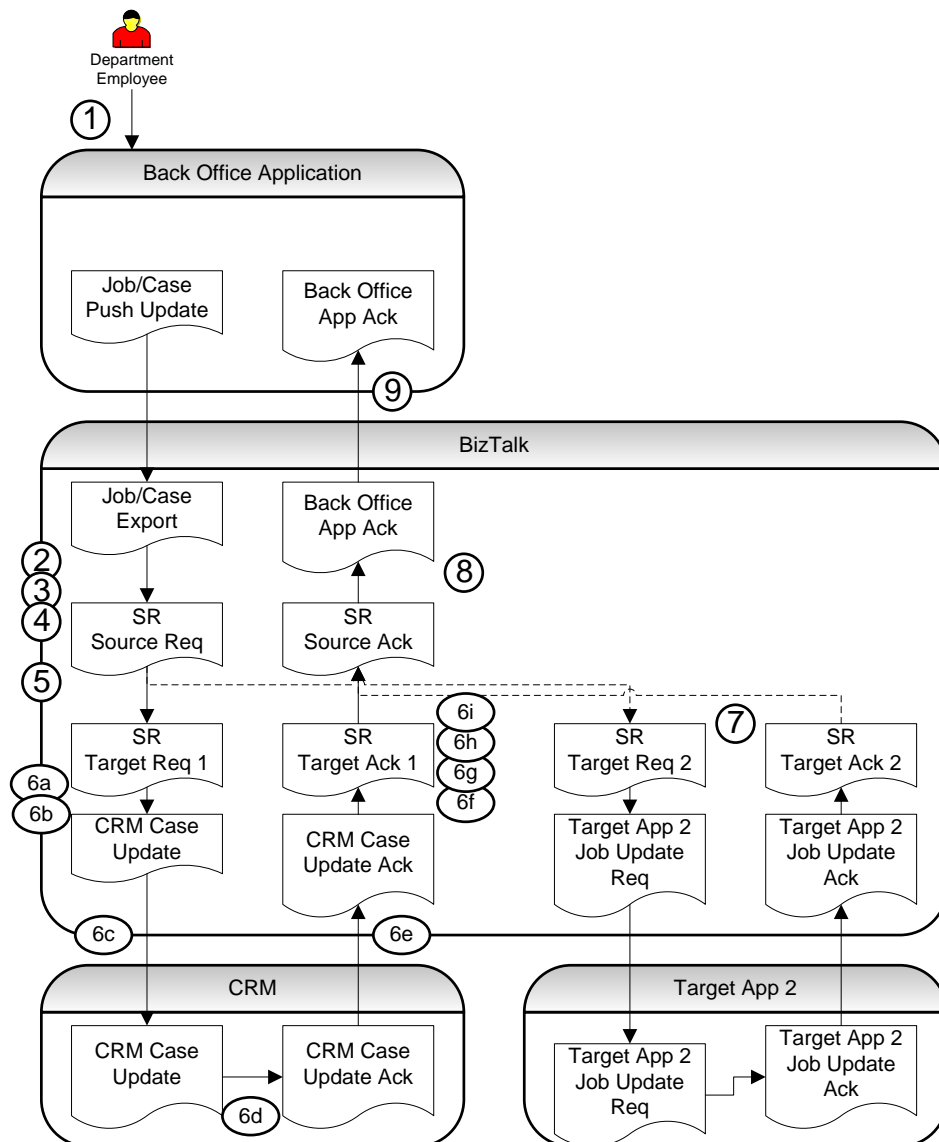 Department
Employee
1
Back Office Application
Job/Case
Push Update
Back Office
App Ack
9
BizTalk
Job/Case
Export
Back Office
App Ack
2
3
4
8
SR
Source Req
SR
Source Ack
5
6i
6h
6g
6f
7
SR
Target Req 1
SR
Target Ack 1
SR
Target Req 2
SR
Target Ack 2
6a
6b
CRM Case
Update
CRM Case
Update Ack
Target App 2
Job Update
Req
Target App 2
Job Update
Ack
6c
6e
CRM
Target App 2
CRM Case
Update
CRM Case
Update Ack
6d
Target App 2
Job Update
Req
Target App 2
Job Update
Ack